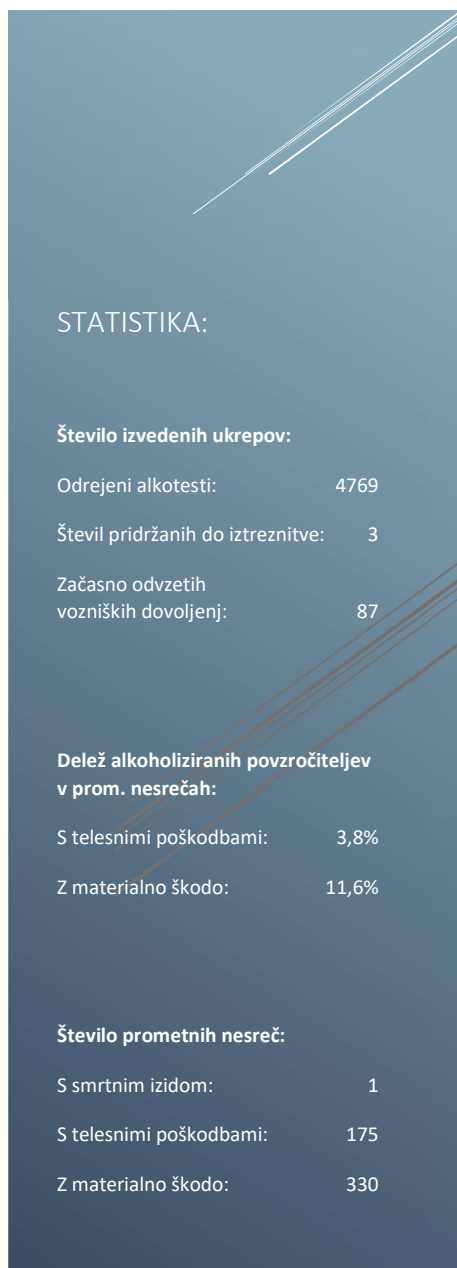 STATISTIKA:
Število izvedenih ukrepov:
Odrejeni alkotesti: 4769
Števil pridržanih do iztreznitve: 3
Začasno odvzetih
vozniških dovoljenj: 87
Delež alkoholiziranih povzročiteljev
v prom. nesrečah:
S telesnimi poškodbami: 3,8%
Z materialno škodo: 11,6%
Število prometnih nesreč:
S smrtnim izidom: 1
S telesnimi poškodbami: 175
Z materialno škodo: 330